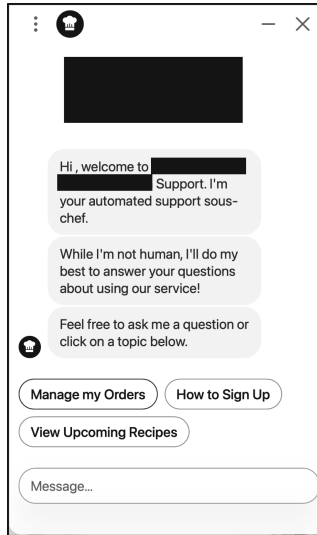 Hi , welcome to
Support. I'm
your automated support sous-
chef.
While I'm not human, I'll do my
best to answer your questions
about using our service!
Feel free to ask me a question or
click on a topic below.
Manage my Orders
How to Sign Up
View Upcoming Recipes
Message...